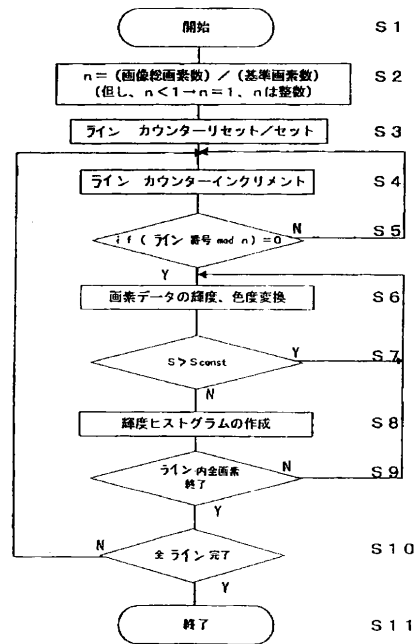 開始 S1
n=(画像総画素数)/(基準画素数) S2
(但し、n<1→n=1、nは整数)
ライン カウンターリセット/セット S3
ライン カウンターインクリメント S4
N S5
if(ライン番号 mod n)=0
Y
画素データの輝度、色度変換 S6
S>Sconst Y S7
N
輝度ヒストグラムの作成 S8
ライン内全画素 N S9
終了
Y
N 全ライン完了 S10
Y
終了 S11